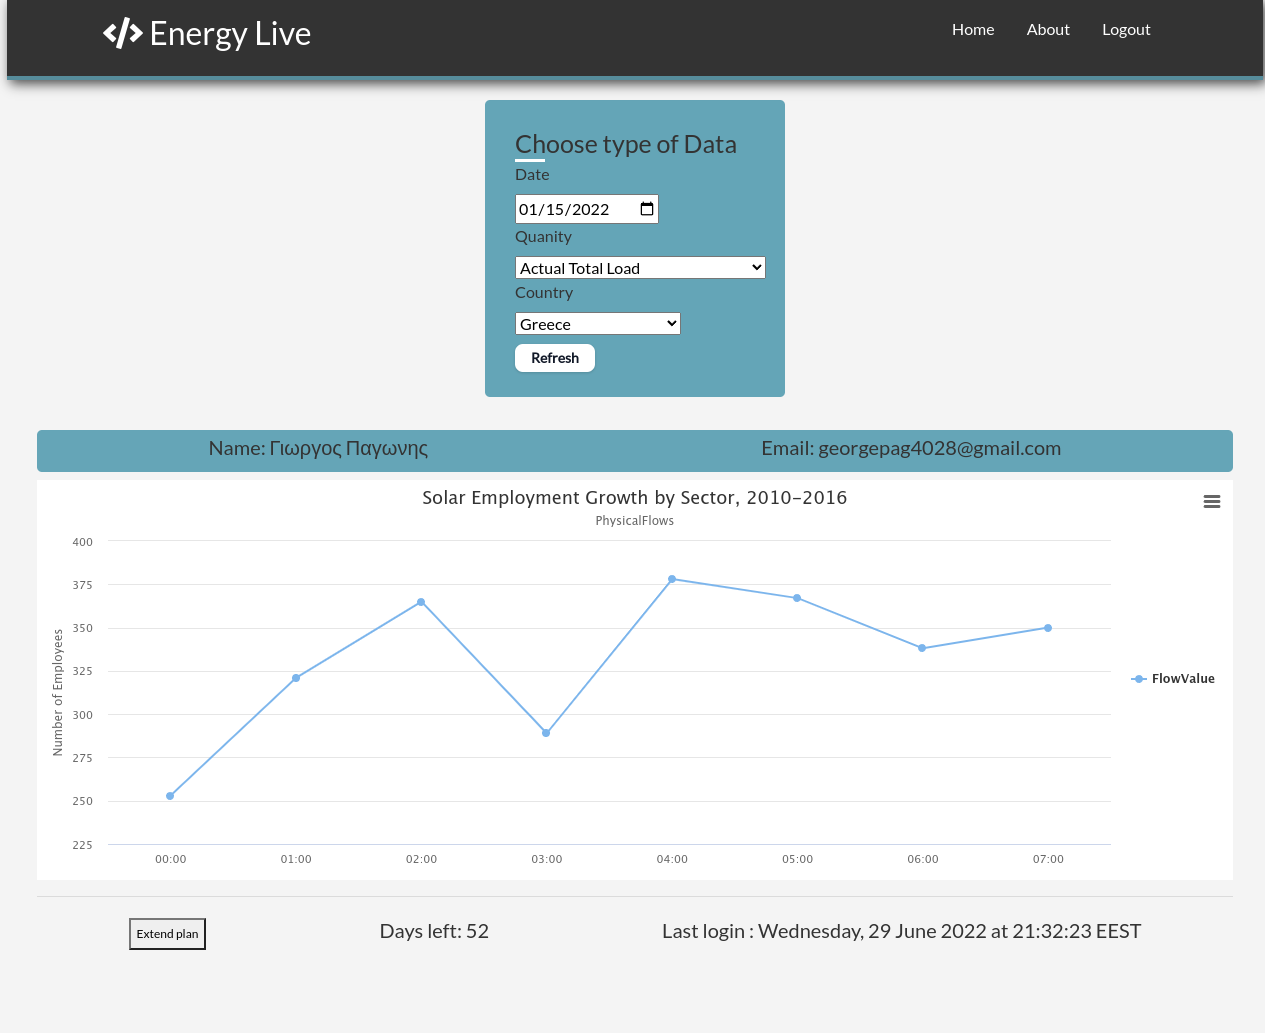 Energy Live
Home About Logout
Choose type of Data
Date
01/15/2022
Quanity
Actual Total Load
Country
Greece
Refresh
Name: Γιωργος Παγωνης
Email: georgepag4028@gmail.com
Solar Employment Growth by Sector, 2010-2016
PhysicalFlows
Number of Employees
400
375
350
325
300
275
250
225
00:00 01:00 02:00 03:00 04:00 05:00 06:00 07:00
FlowValue
Extend plan
Days left: 52
Last login : Wednesday, 29 June 2022 at 21:32:23 EEST